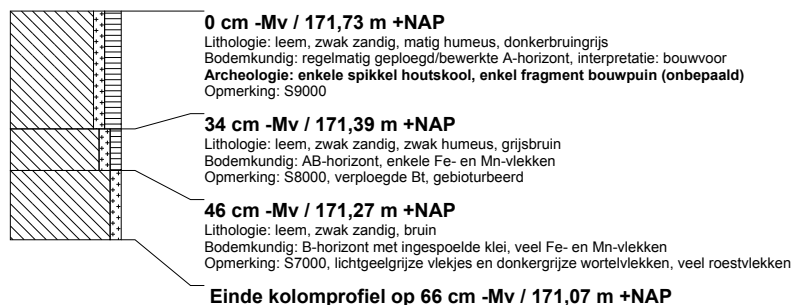 0 cm -Mv / 171,73 m +NAP
Lithologie: leem, zwak zandig, matig humeus, donkerbruingrijs
Bodemkundig: regelmatig geploegd/bewerkte A-horizont, interpretatie: bouwvoor
Archeologie: enkele spikkel houtskool, enkel fragment bouwpuin (onbepaald)
Opmerking: S9000
34 cm -Mv / 171,39 m +NAP
Lithologie: leem, zwak zandig, zwak humeus, grijsbruin
Bodemkundig: AB-horizont, enkele Fe- en Mn-vlekken
Opmerking: S8000, verploegde Bt, gebioturbeerd
46 cm -Mv / 171,27 m +NAP
Lithologie: leem, zwak zandig, bruin
Bodemkundig: B-horizont met ingespoelde klei, veel Fe- en Mn-vlekken
Opmerking: S7000, lichtgeelgrijze vlekjes en donkergrijze wortelvlekken, veel roestvlekken
Einde kolomprofiel op 66 cm -Mv / 171,07 m +NAP